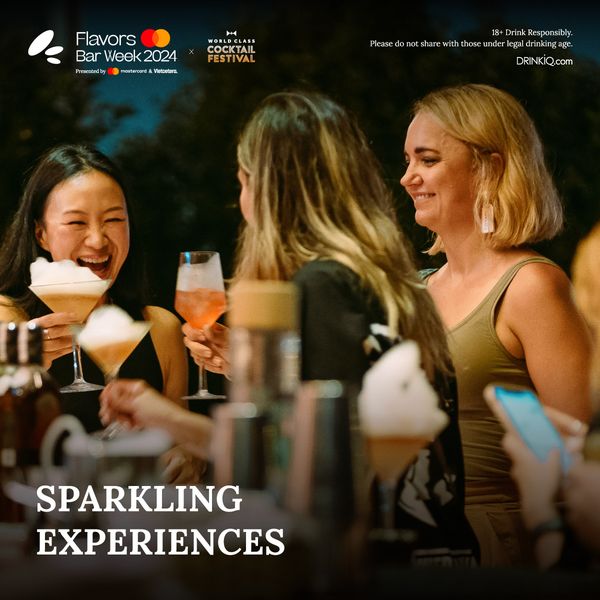 Flavors
Bar Week 2024
Presented by mastercard & Vietcetera.
x
WORLD CLASS
COCKTAIL
FESTIVAL
18+ Drink Responsibly.
Please do not share with those under legal drinking age.
DRINKiQ.com
SPARKLING
EXPERIENCES